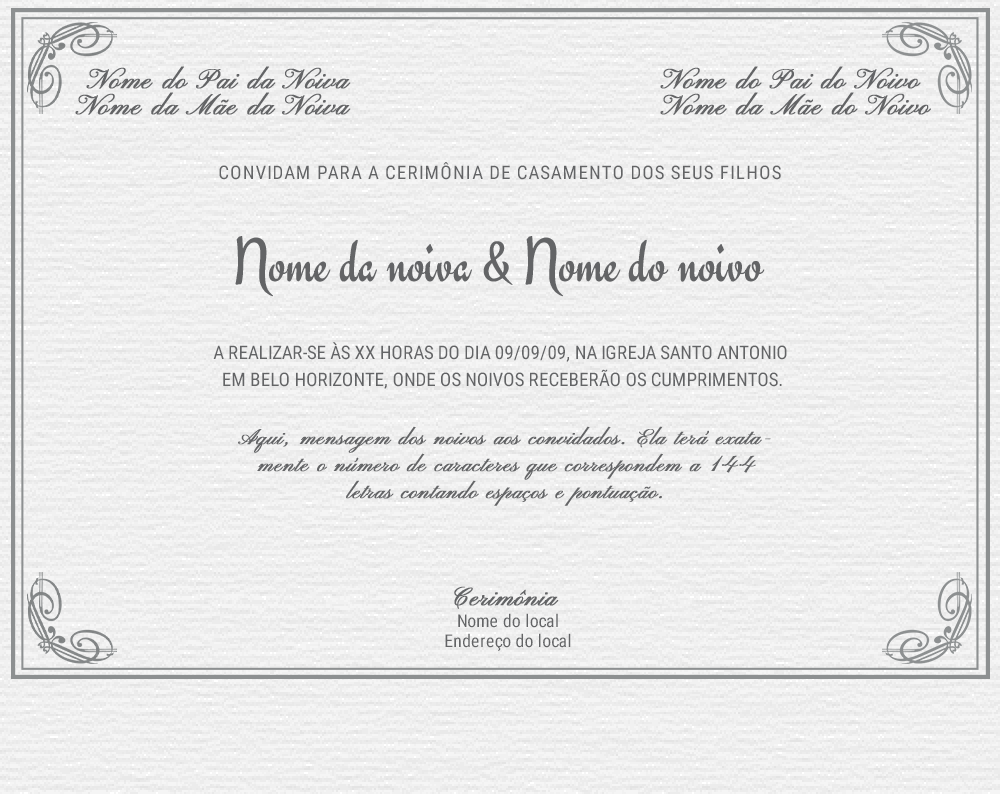 Nome do Pai da Noiva
Nome da Mãe da Noiva
Nome do Pai do Noivo
Nome da Mãe do Noivo
CONVIDAM PARA A CERIMÔNIA DE CASAMENTO DOS SEUS FILHOS
Nome da noiva & Nome do noivo
A REALIZAR-SE ÀS XX HORAS DO DIA 09/09/09, NA IGREJA SANTO ANTONIO
EM BELO HORIZONTE, ONDE OS NOIVOS RECEBERÃO OS CUMPRIMENTOS.
Aqui, mensagem dos noivos aos convidados. Ela terá exata-
mente o número de caracteres que correspondem a 144
letras contando espaços e pontuação.
Cerimônia
Nome do local
Endereço do local